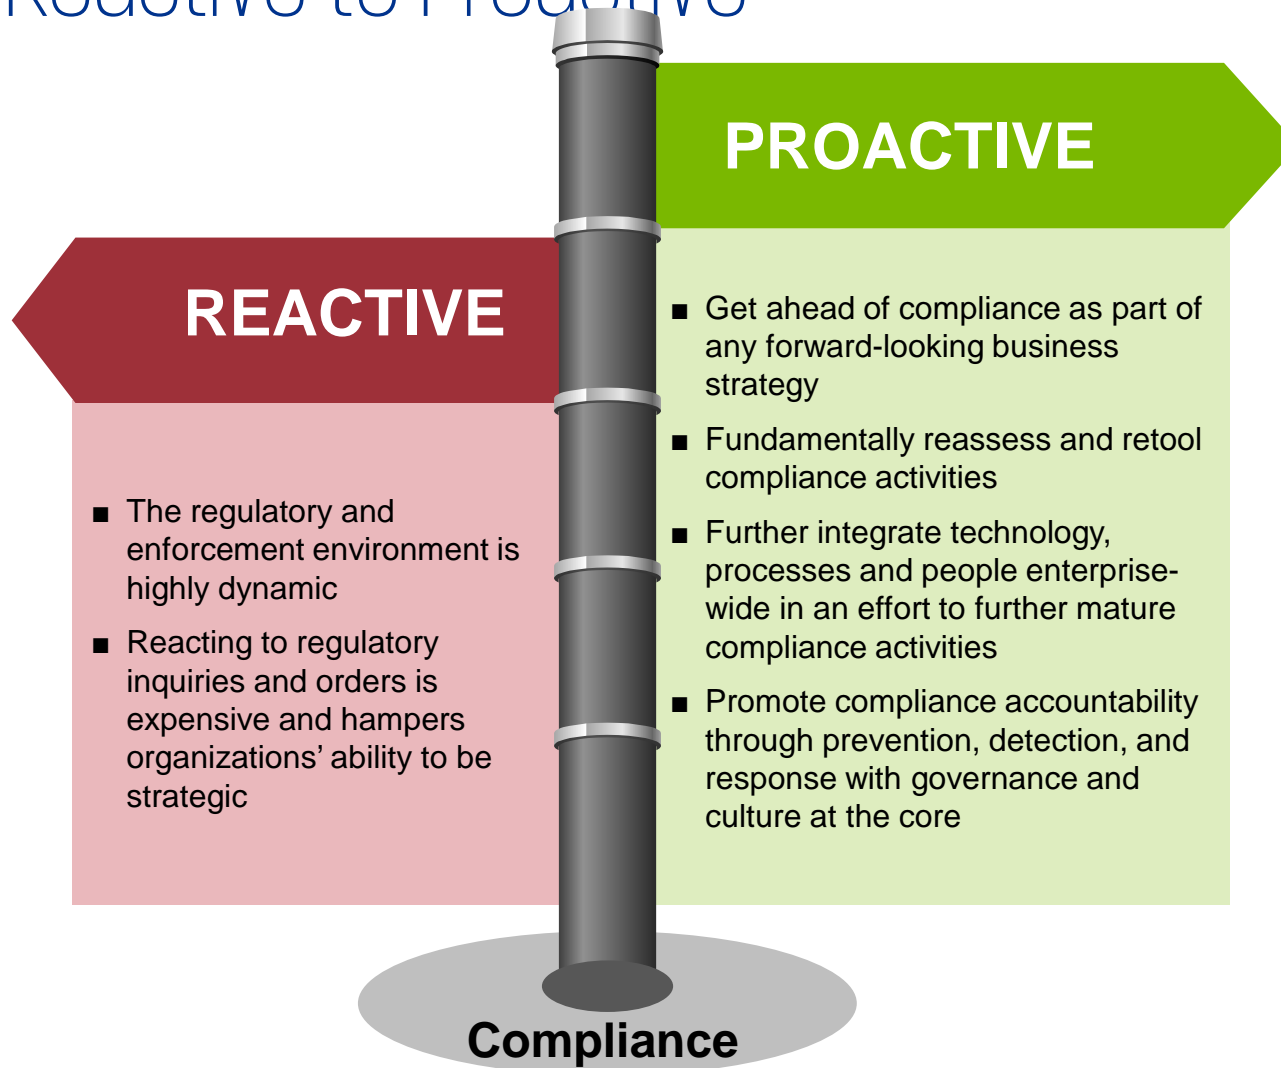 Reactive to Proactive
PROACTIVE
REACTIVE
■ Get ahead of compliance as part of
any forward-looking business
strategy
■ Fundamentally reassess and retool
compliance activities
■ Further integrate technology,
processes and people enterprise-
wide in an effort to further mature
compliance activities
■ Promote compliance accountability
through prevention, detection, and
response with governance and
culture at the core
■ The regulatory and
enforcement environment is
highly dynamic
■ Reacting to regulatory
inquiries and orders is
expensive and hampers
organizations’ ability to be
strategic
Compliance